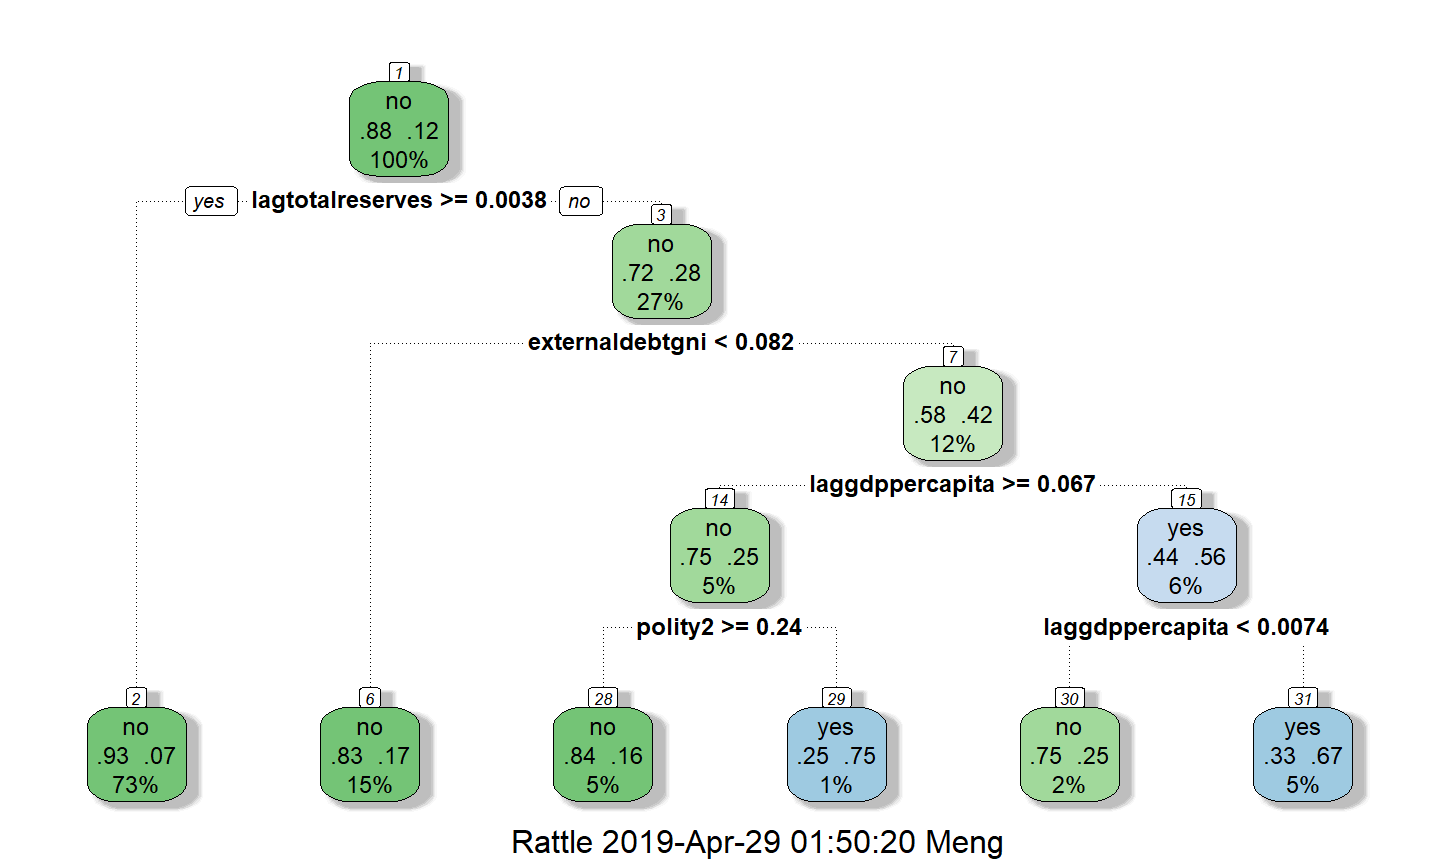 1
no
.88 .12
100%
yes lagtotalreserves >= 0.0038 no
3
no
.72 .28
27%
externaldebtgni < 0.082
7
no
.58 .42
12%
laggdppercapita >= 0.067
14
no
.75 .25
5%
15
yes
.44 .56
6%
polity2 >= 0.24
laggdppercapita < 0.0074
2
no
.93 .07
73%
6
no
.83 .17
15%
28
no
.84 .16
5%
29
yes
.25 .75
1%
30
no
.75 .25
2%
31
yes
.33 .67
5%
Rattle 2019-Apr-29 01:50:20 Meng